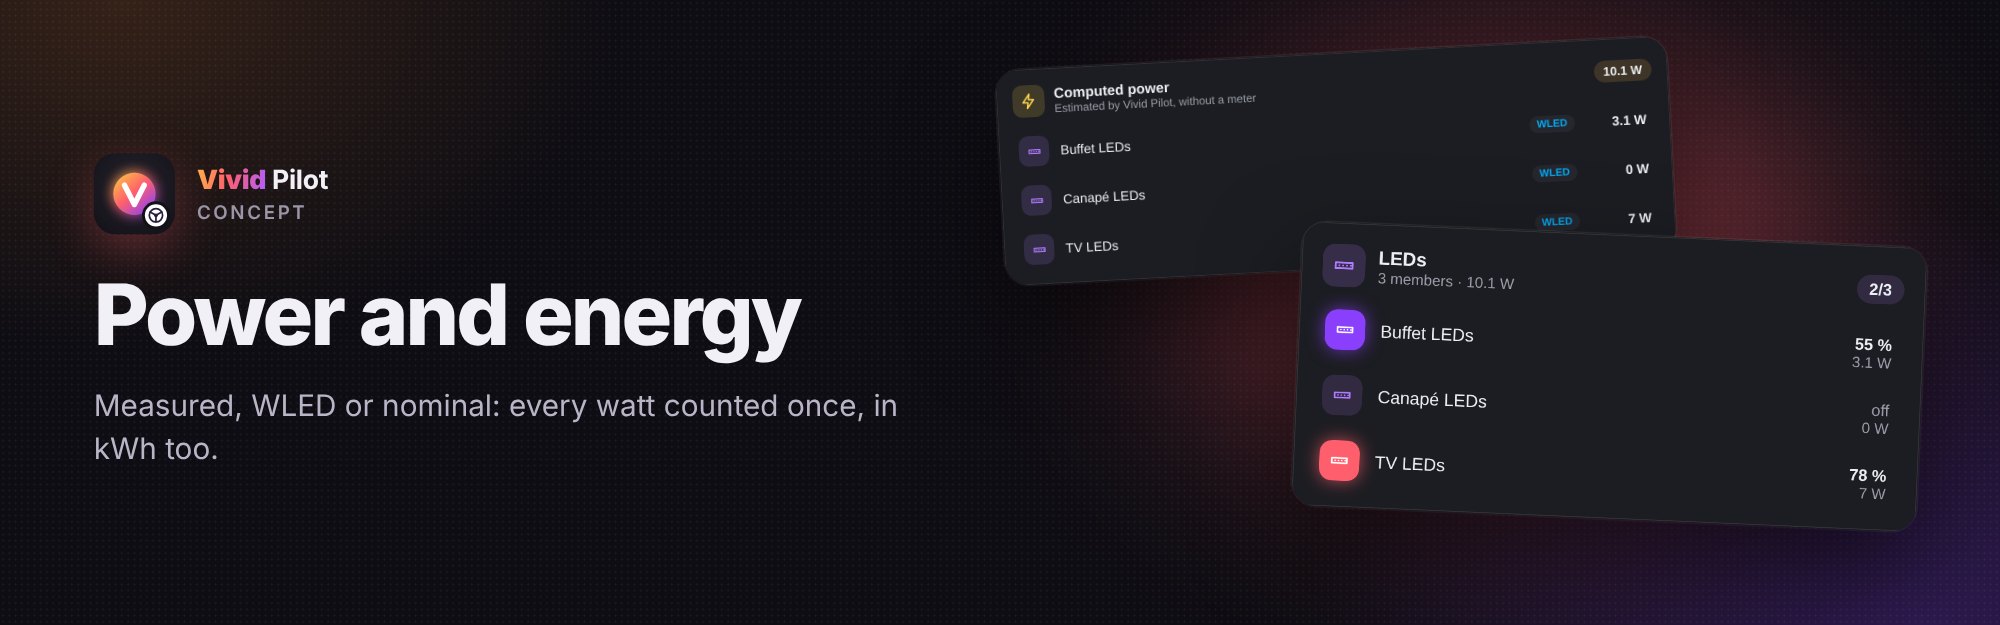 Vivid Pilot
CONCEPT
Power and energy
Measured, WLED or nominal: every watt counted once, in
kWh too.
Computed power
Estimated by Vivid Pilot, without a meter
10.1 W
Buffet LEDs
WLED
3.1 W
Canapé LEDs
WLED
0 W
TV LEDs
WLED
7 W
LEDs
3 members · 10.1 W
2/3
Buffet LEDs
55 %
3.1 W
Canapé LEDs
off
0 W
TV LEDs
78 %
7 W